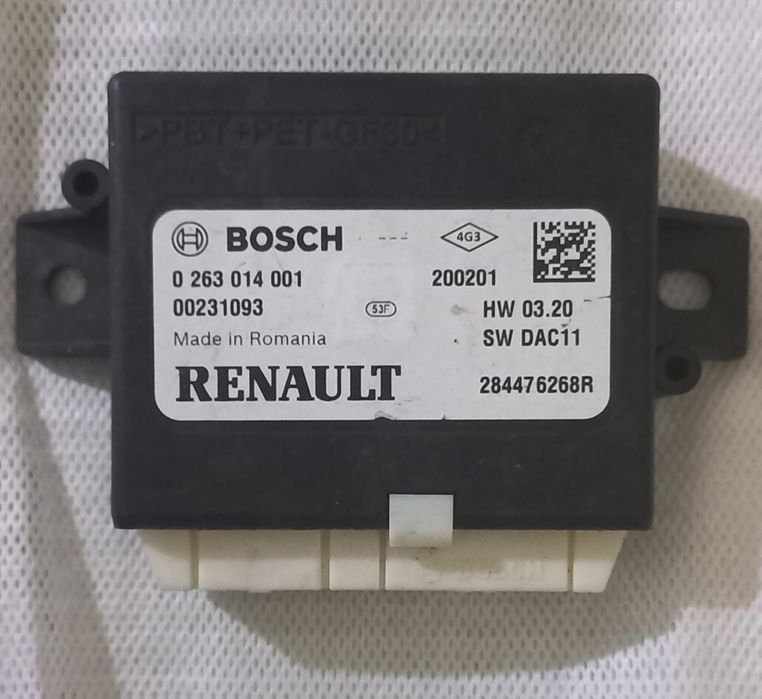 >PBT+PET-GF30<
BOSCH --- 4G3
0 263 014 001 200201
00231093 53F HW 03.20
Made in Romania SW DAC11
RENAULT 284476268R